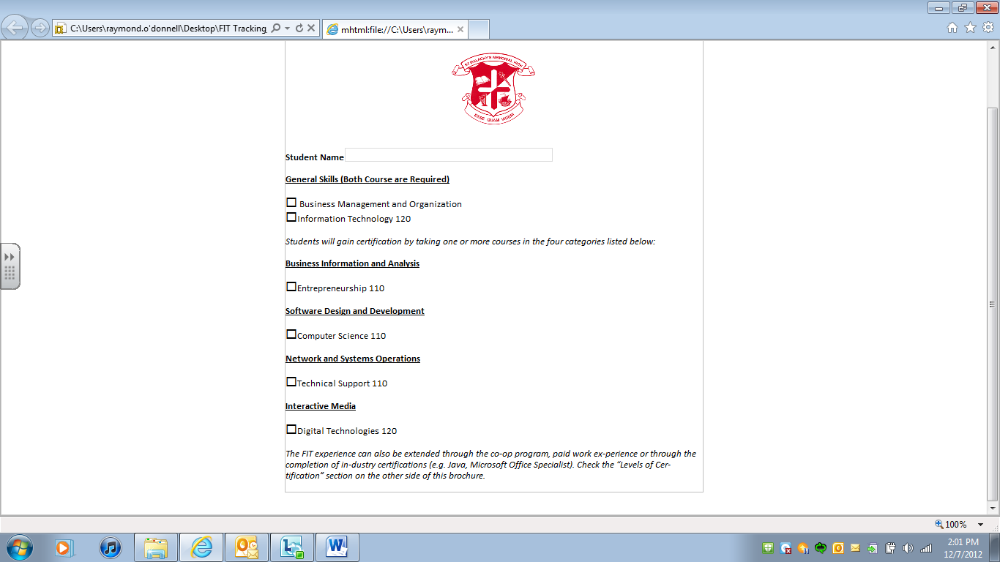 C:\Users\raymond.o'donnell\Desktop\FIT Tracking
mhtml:file://C:\Users\raym...
ST MALACHY'S MEMORIAL HIGH
ESSE QUAM VIDERI
Student Name
General Skills (Both Course are Required)
Business Management and Organization
Information Technology 120
Students will gain certification by taking one or more courses in the four categories listed below:
Business Information and Analysis
Entrepreneurship 110
Software Design and Development
Computer Science 110
Network and Systems Operations
Technical Support 110
Interactive Media
Digital Technologies 120
The FIT experience can also be extended through the co-op program, paid work ex-perience or through the
completion of in-dustry certifications (e.g. Java, Microsoft Office Specialist). Check the “Levels of Cer-
tification” section on the other side of this brochure.
100%
2:01 PM
12/7/2012